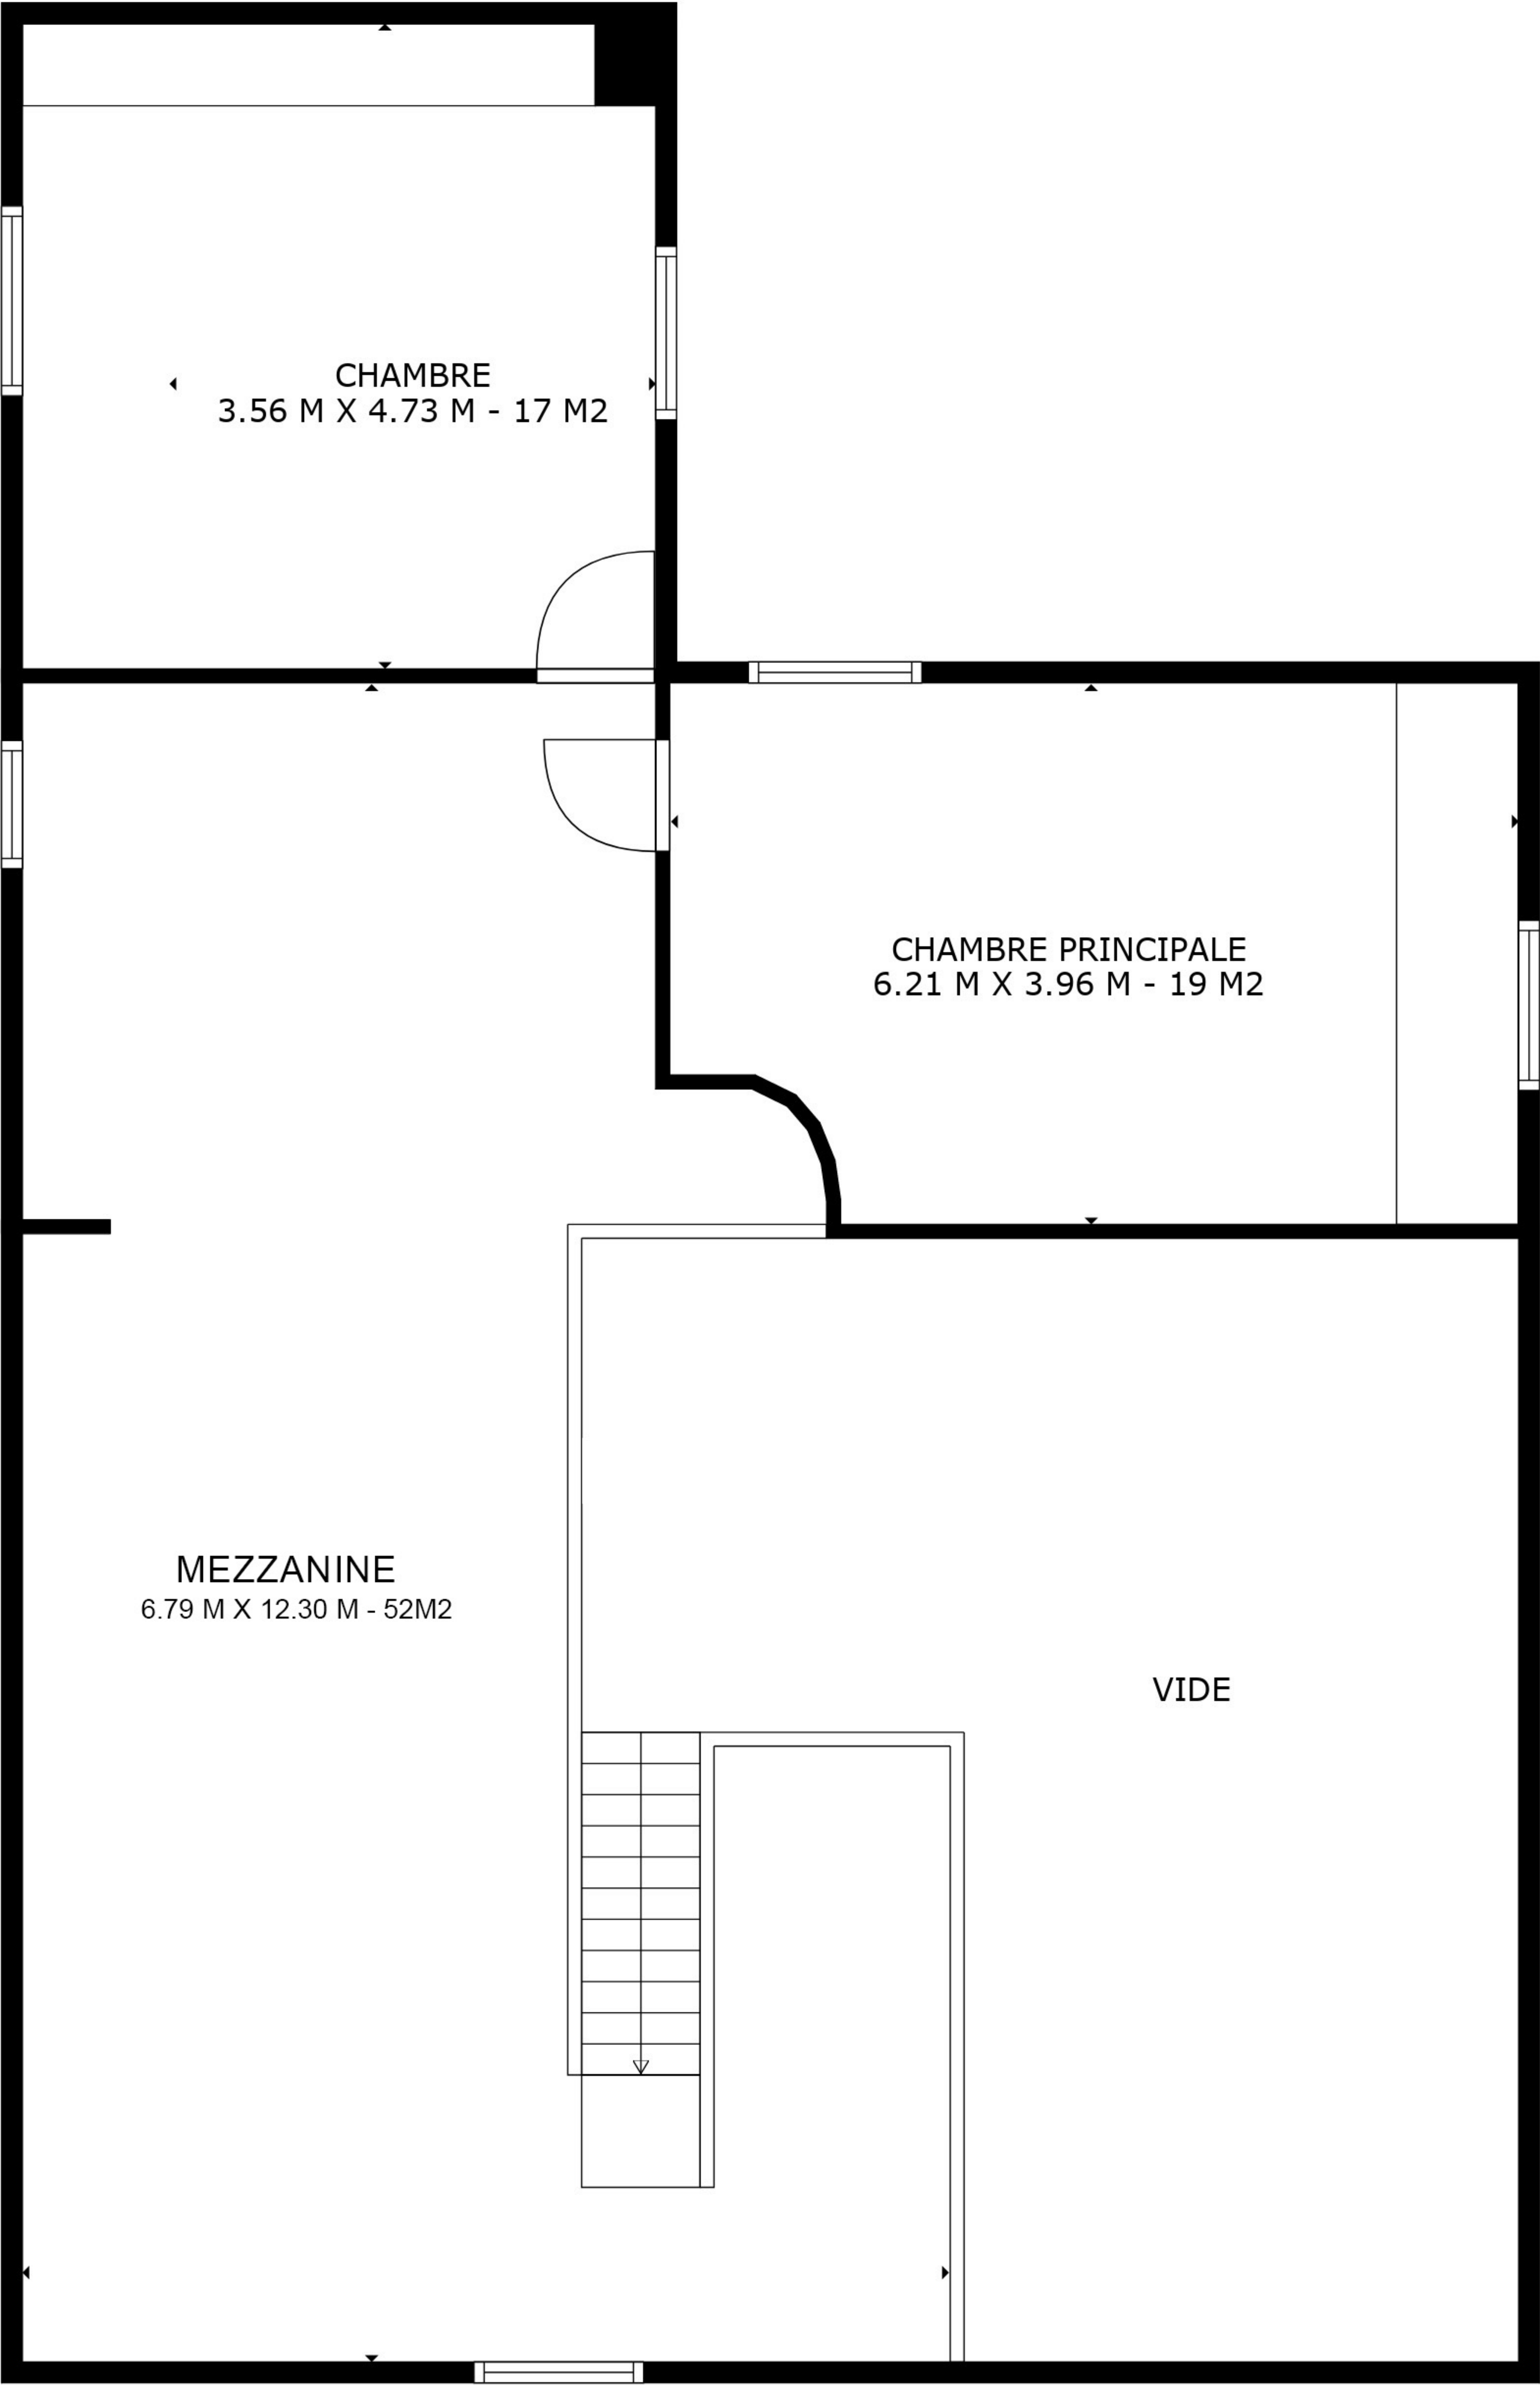 CHAMBRE
3.56 M X 4.73 M - 17 M2
CHAMBRE PRINCIPALE
6.21 M X 3.96 M - 19 M2
MEZZANINE
6.79 M X 12.30 M - 52M2
VIDE